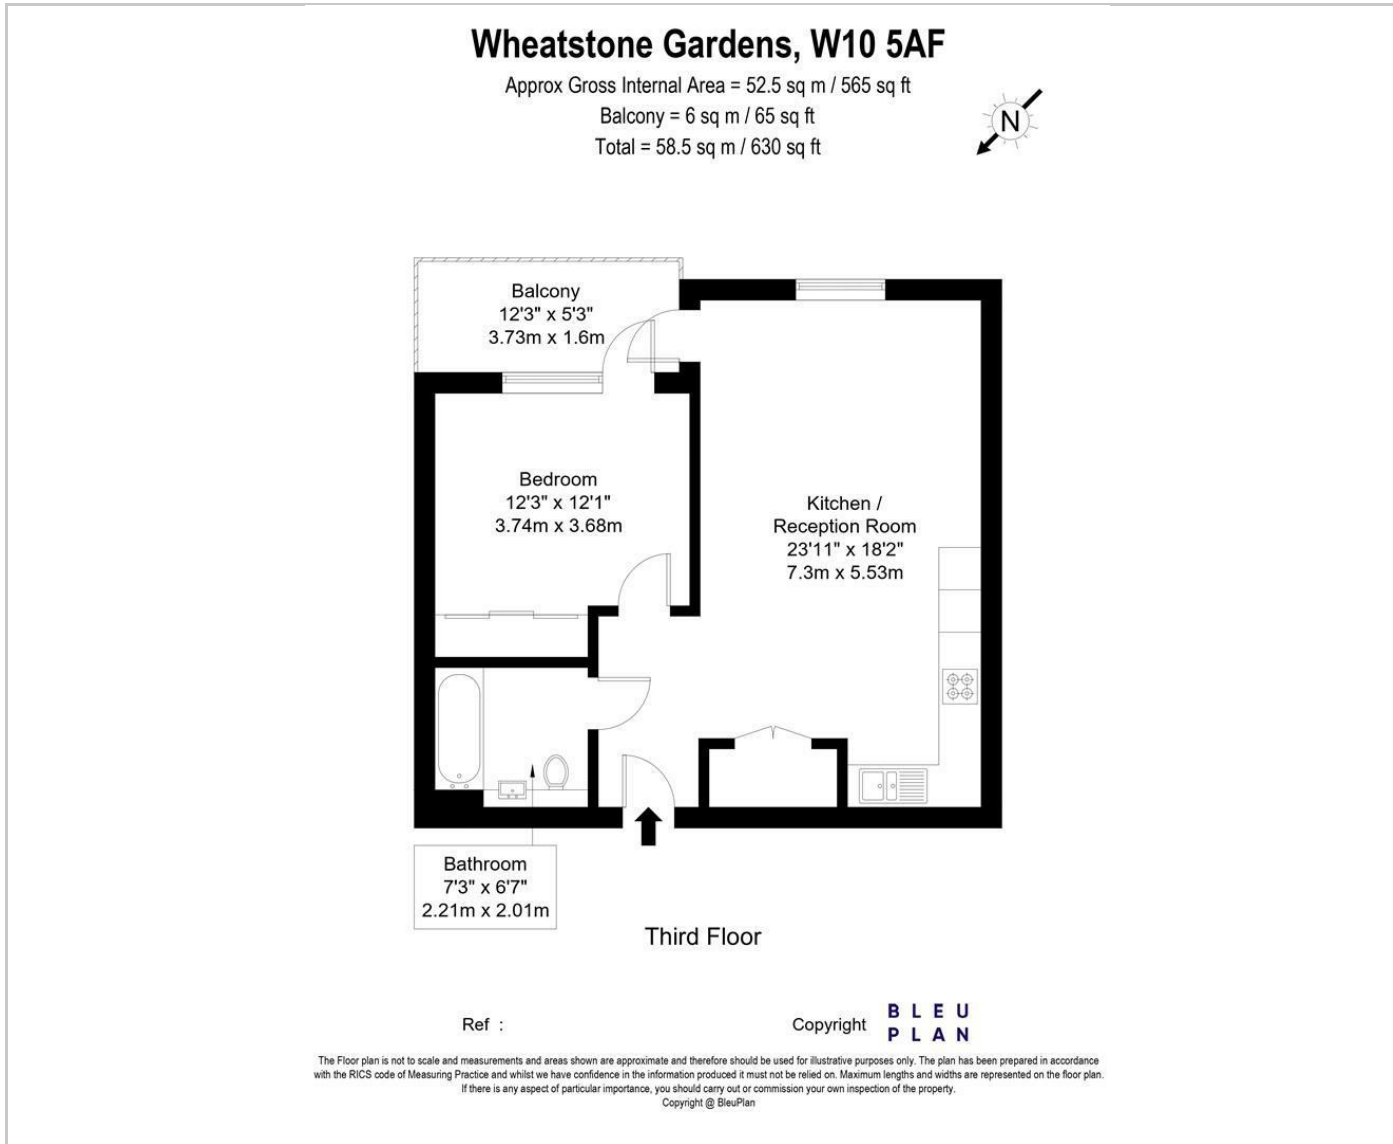 Wheatstone Gardens, W10 5AF
Approx Gross Internal Area = 52.5 sq m / 565 sq ft
Balcony = 6 sq m / 65 sq ft
Total = 58.5 sq m / 630 sq ft
N
Balcony
12'3" x 5'3"
3.73m x 1.6m
Bedroom
12'3" x 12'1"
3.74m x 3.68m
Kitchen /
Reception Room
23'11" x 18'2"
7.3m x 5.53m
Bathroom
7'3" x 6'7"
2.21m x 2.01m
Third Floor
Ref :
Copyright
BLEU
PLAN
The Floor plan is not to scale and measurements and areas shown are approximate and therefore should be used for illustrative purposes only. The plan has been prepared in accordance
with the RICS code of Measuring Practice and whilst we have confidence in the information produced it must not be relied on. Maximum lengths and widths are represented on the floor plan.
If there is any aspect of particular importance, you should carry out or commission your own inspection of the property.
Copyright @ BleuPlan